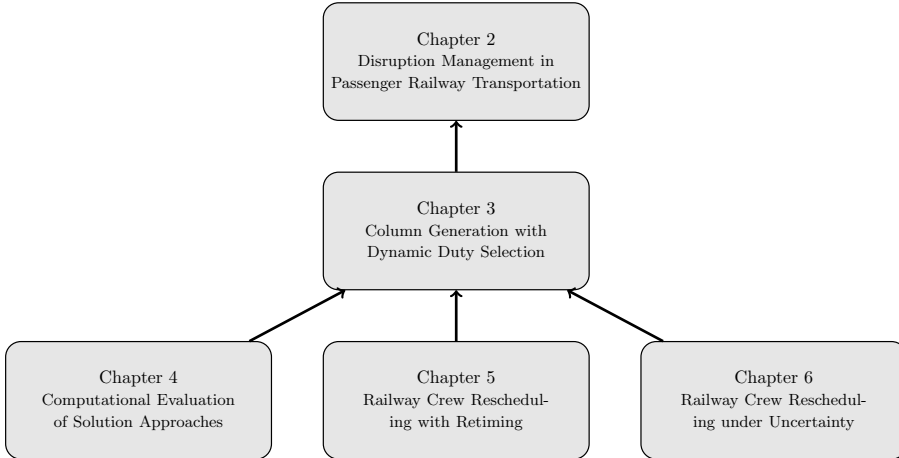 Chapter 2
Disruption Management in
Passenger Railway Transportation
Chapter 3
Column Generation with
Dynamic Duty Selection
Chapter 4
Computational Evaluation
of Solution Approaches
Chapter 5
Railway Crew Reschedul-
ing with Retiming
Chapter 6
Railway Crew Reschedul-
ing under Uncertainty